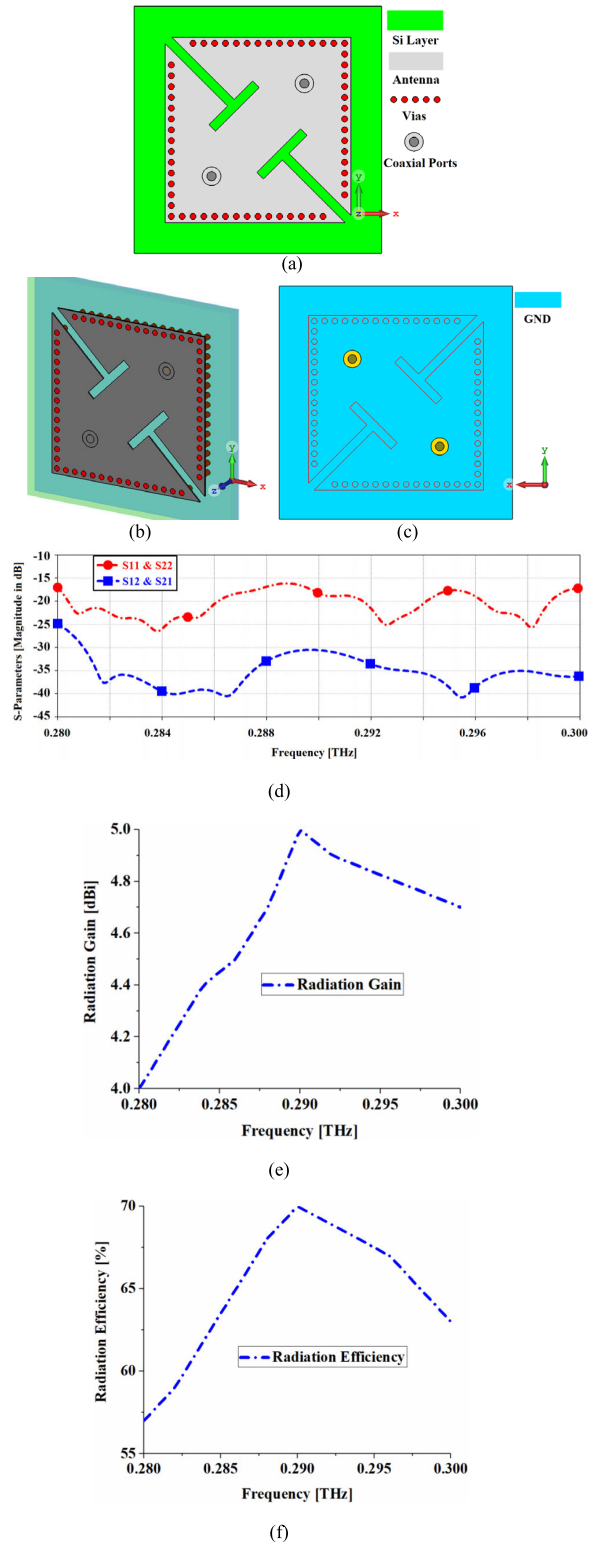 Si Layer
Antenna
Vias
Coaxial Ports
y
z
x
(a)
GND
y
z
x
x
y
(b)
(c)
S-Parameters [Magnitude in dB]
-10
-15
-20
-25
-30
-35
-40
-45
S11 & S22
S12 & S21
0.280
0.284
0.288
0.292
0.296
0.300
Frequency [THz]
(d)
Radiation Gain [dBi]
5.0
4.8
4.6
4.4
4.2
4.0
Radiation Gain
0.280
0.285
0.290
0.295
0.300
Frequency [THz]
(e)
Radiation Efficiency [%]
70
65
60
55
Radiation Efficiency
0.280
0.285
0.290
0.295
0.300
Frequency [THz]
(f)